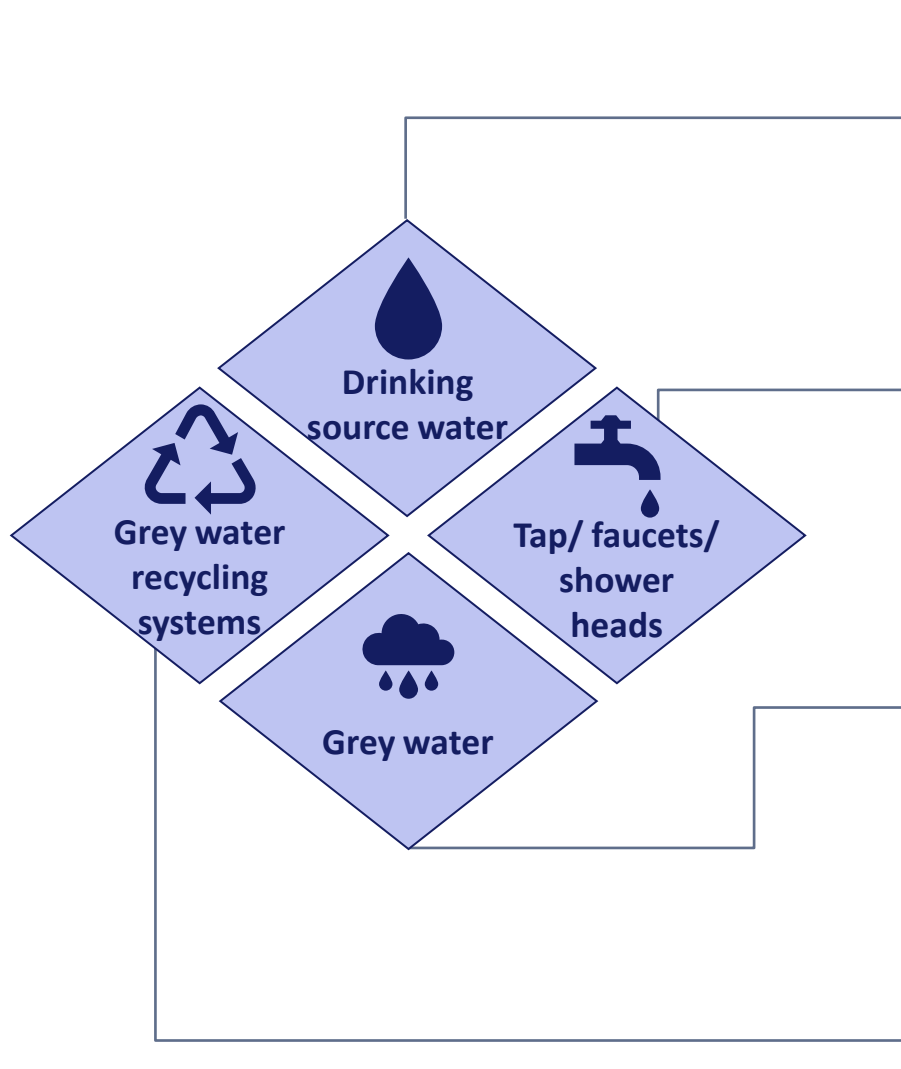 Drinking
source water
Grey water
recycling
systems
Tap/ faucets/
shower
heads
Grey water